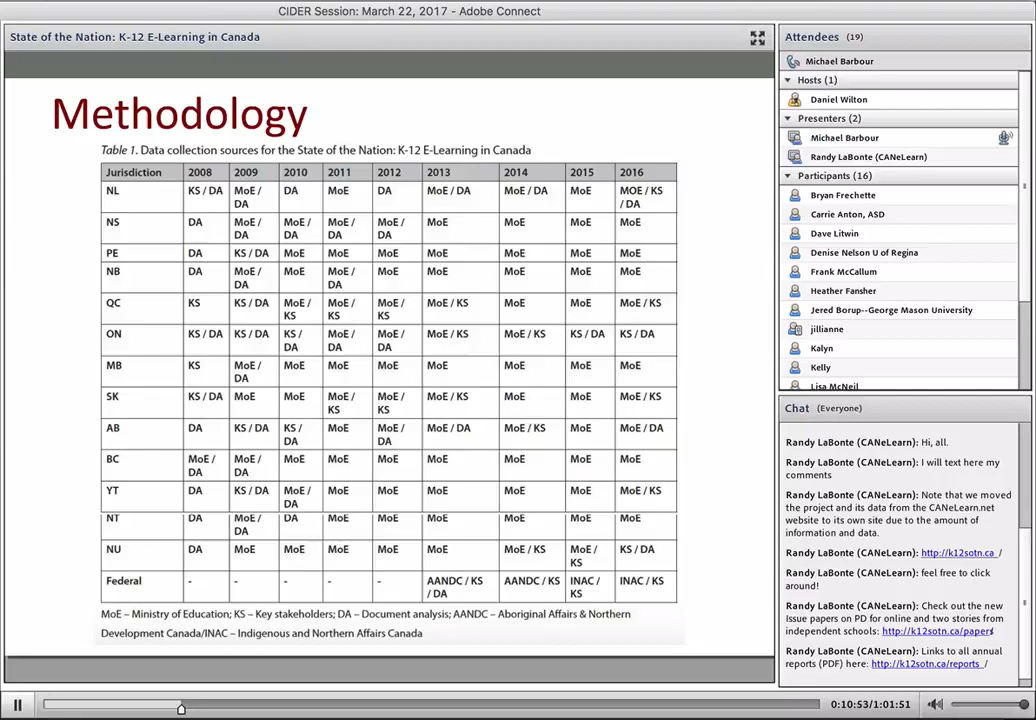 CIDER Session: March 22, 2017 - Adobe Connect
State of the Nation: K-12 E-Learning in Canada
Methodology
Table 1. Data collection sources for the State of the Nation: K-12 E-Learning in Canada
Jurisdiction 2008 2009 2010 2011 2012 2013 2014 2015 2016
NL KS / DA MoE / DA DA MoE DA MoE / DA MoE / DA MoE MOE / KS / DA
NS DA MoE / DA MoE / DA MoE / DA MoE / DA MoE MoE MoE MoE
PE DA KS / DA MoE MoE MoE MoE MoE MoE MoE
NB DA MoE / DA MoE MoE / DA MoE MoE MoE MoE MoE
QC KS KS / DA MoE / KS MoE / KS MoE / KS MoE / KS MoE MoE MoE / KS
ON KS / DA KS / DA KS / DA MoE / DA MoE / DA MoE MoE / KS KS / DA KS / DA
MB KS MoE / DA MoE MoE MoE MoE MoE MoE MoE
SK KS / DA MoE MoE MoE / KS MoE / KS MoE / KS MoE MoE MoE / KS
AB DA KS / DA KS / DA MoE MoE / DA MoE / DA MoE / KS MoE MoE / DA
BC MoE / DA MoE / DA MoE MoE MoE MoE MoE MoE MoE
YT DA KS / DA MoE / DA MoE MoE MoE MoE MoE MoE / KS
NT DA MoE / DA DA MoE MoE MoE MoE MoE MoE
NU DA MoE MoE MoE MoE MoE MoE / KS MoE / KS KS / DA
Federal - - - - - AANDC / KS / DA AANDC / KS INAC / KS INAC / KS
MoE – Ministry of Education; KS – Key stakeholders; DA – Document analysis; AANDC – Aboriginal Affairs & Northern
Development Canada/INAC – Indigenous and Northern Affairs Canada
Attendees (19)
Michael Barbour
Hosts (1)
Daniel Wilton
Presenters (2)
Michael Barbour
Randy LaBonte (CANeLearn)
Participants (16)
Bryan Frechette
Carrie Anton, ASD
Dave Litwin
Denise Nelson U of Regina
Frank McCallum
Heather Fansher
Jered Borup--George Mason University
jillianne
Kalyn
Kelly
Lisa McNeil
Chat (Everyone)
Randy LaBonte (CANeLearn): Hi, all.
Randy LaBonte (CANeLearn): I will text here my
comments
Randy LaBonte (CANeLearn): Note that we moved
the project and its data from the CANeLearn.net
website to its own site due to the amount of
information and data.
Randy LaBonte (CANeLearn): http://k12sotn.ca /
Randy LaBonte (CANeLearn): feel free to click
around!
Randy LaBonte (CANeLearn): Check out the new
Issue papers on PD for online and two stories from
independent schools: http://k12sotn.ca/papers/
Randy LaBonte (CANeLearn): Links to all annual
reports (PDF) here: http://k12sotn.ca/reports /
0:10:53/1:01:51